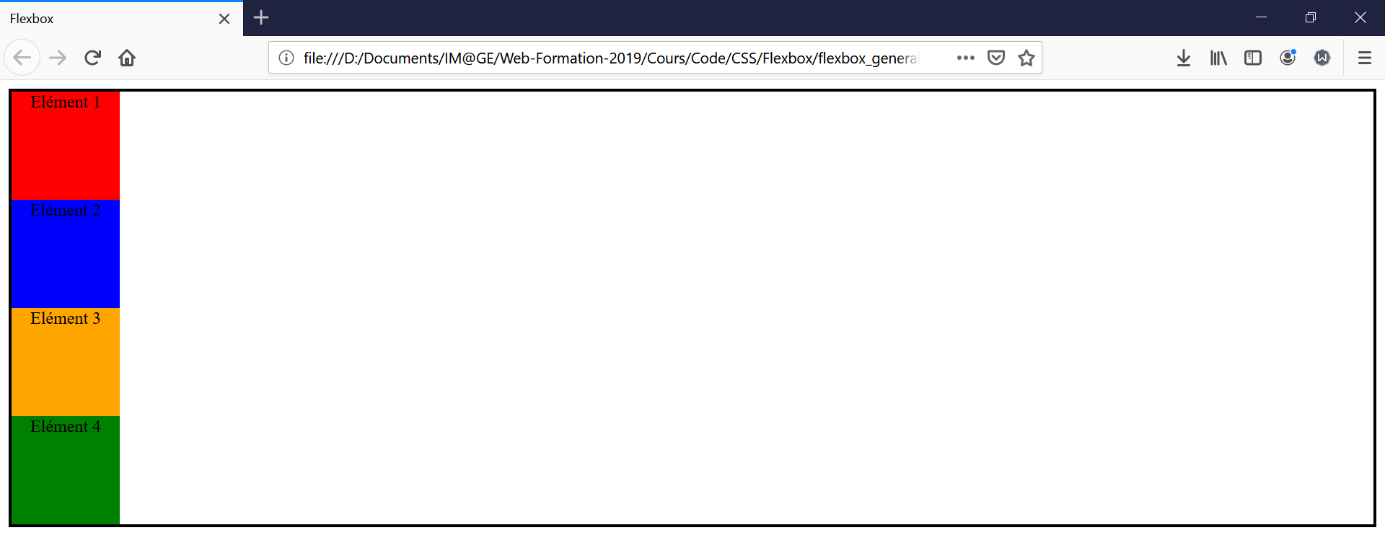 Flexbox
file:///D:/Documents/IM@GE/Web-Formation-2019/Cours/Code/CSS/Flexbox/flexbox_general
Elément 1
Elément 2
Elément 3
Elément 4